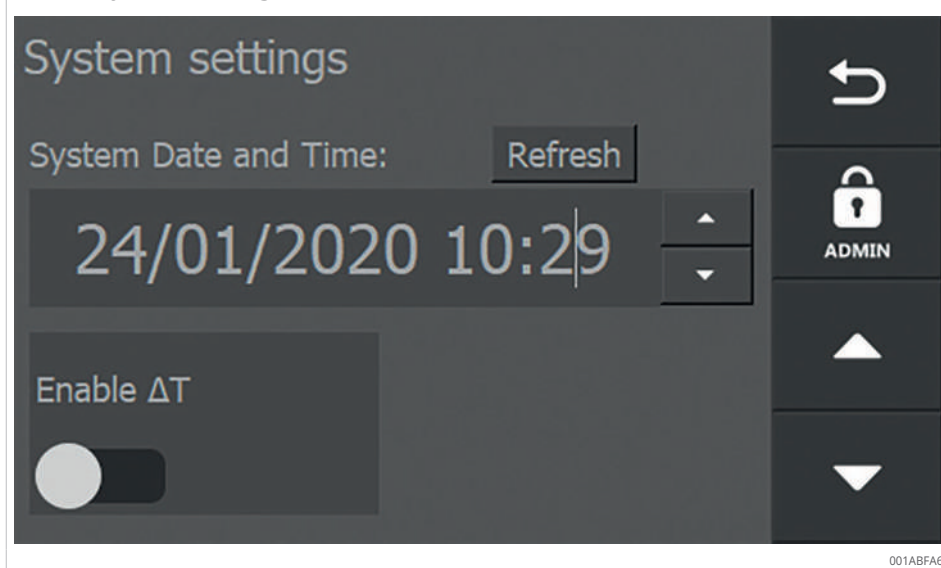 System settings
System Date and Time:
Refresh
24/01/2020 10:29
ADMIN
Enable ΔT
001ABFA6